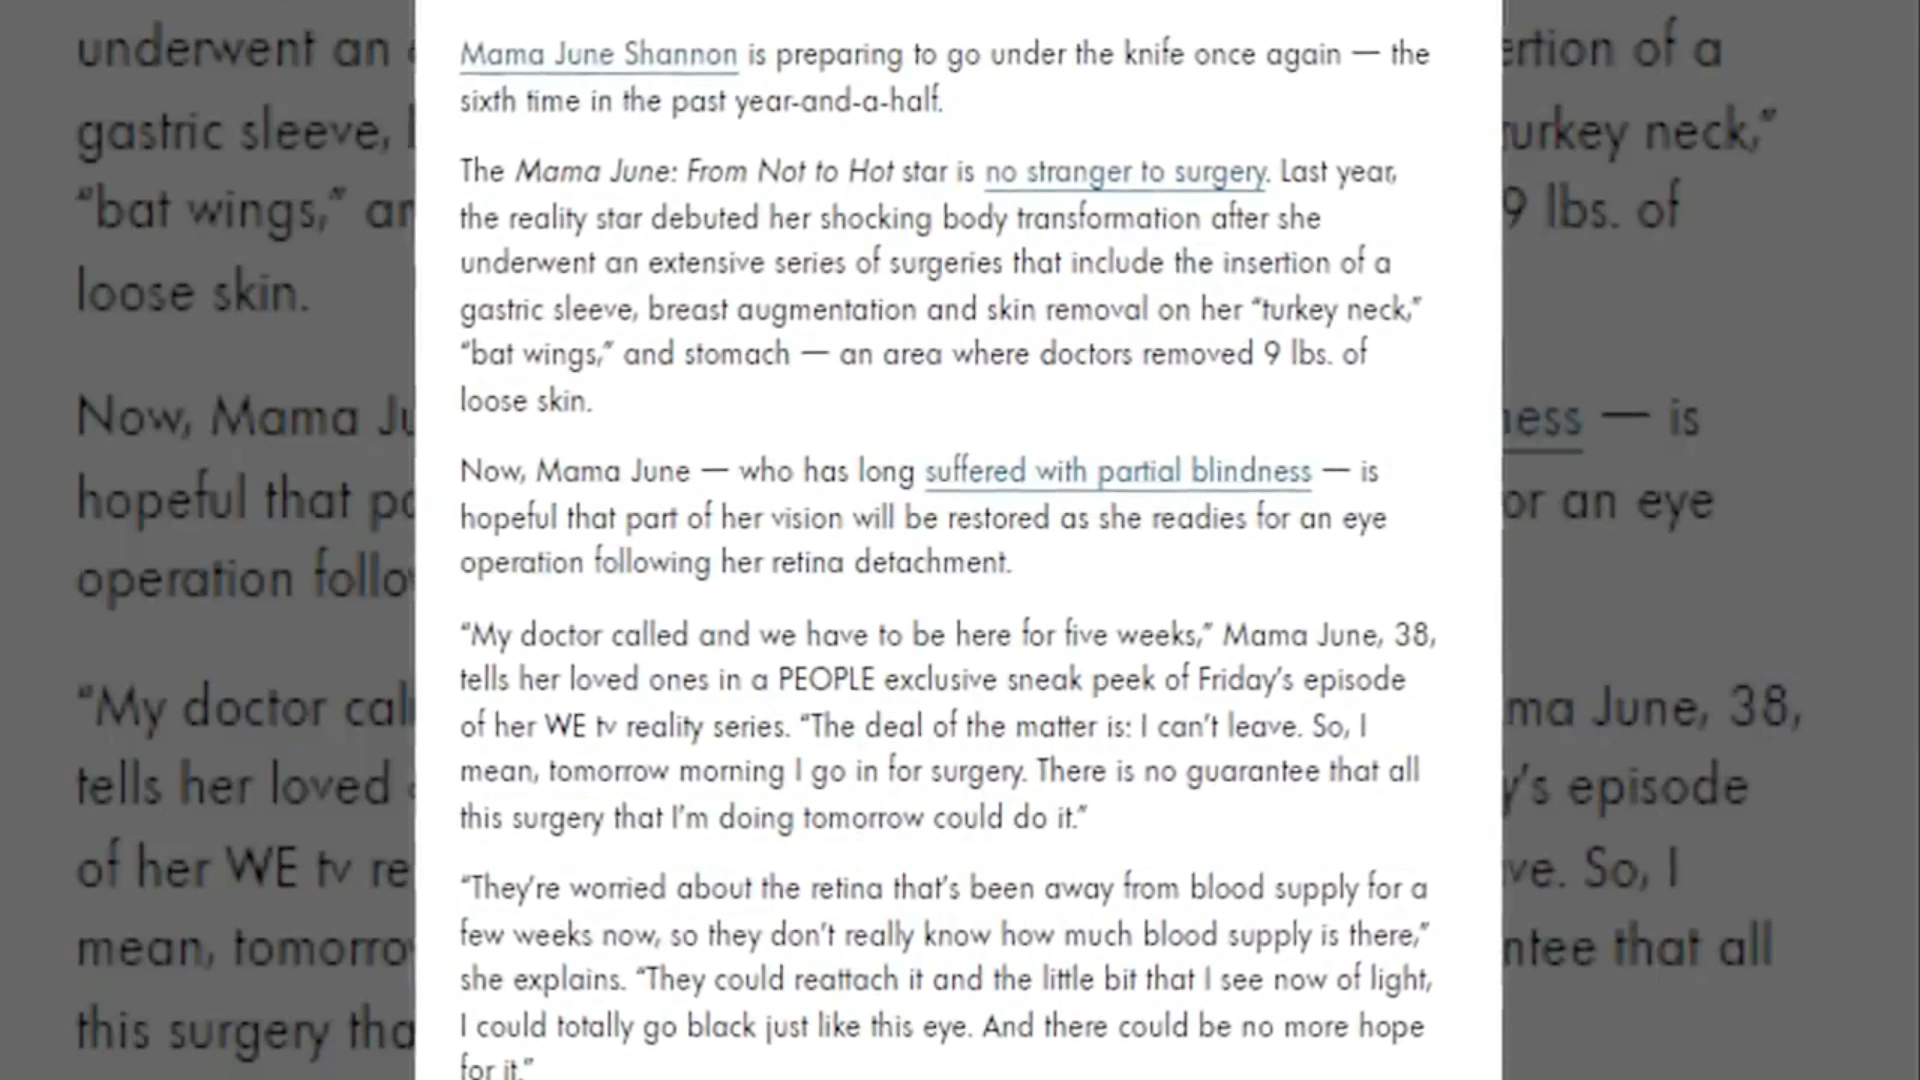 Mama June Shannon is preparing to go under the knife once again — the
sixth time in the past year-and-a-half.
The Mama June: From Not to Hot star is no stranger to surgery. Last year,
the reality star debuted her shocking body transformation after she
underwent an extensive series of surgeries that include the insertion of a
gastric sleeve, breast augmentation and skin removal on her “turkey neck,”
“bat wings,” and stomach — an area where doctors removed 9 lbs. of
loose skin.
Now, Mama June — who has long suffered with partial blindness — is
hopeful that part of her vision will be restored as she readies for an eye
operation following her retina detachment.
“My doctor called and we have to be here for five weeks,” Mama June, 38,
tells her loved ones in a PEOPLE exclusive sneak peek of Friday’s episode
of her WE tv reality series. “The deal of the matter is: I can’t leave. So, I
mean, tomorrow morning I go in for surgery. There is no guarantee that all
this surgery that I’m doing tomorrow could do it.”
“They’re worried about the retina that’s been away from blood supply for a
few weeks now, so they don’t really know how much blood supply is there,”
she explains. “They could reattach it and the little bit that I see now of light,
I could totally go black just like this eye. And there could be no more hope
for it.”